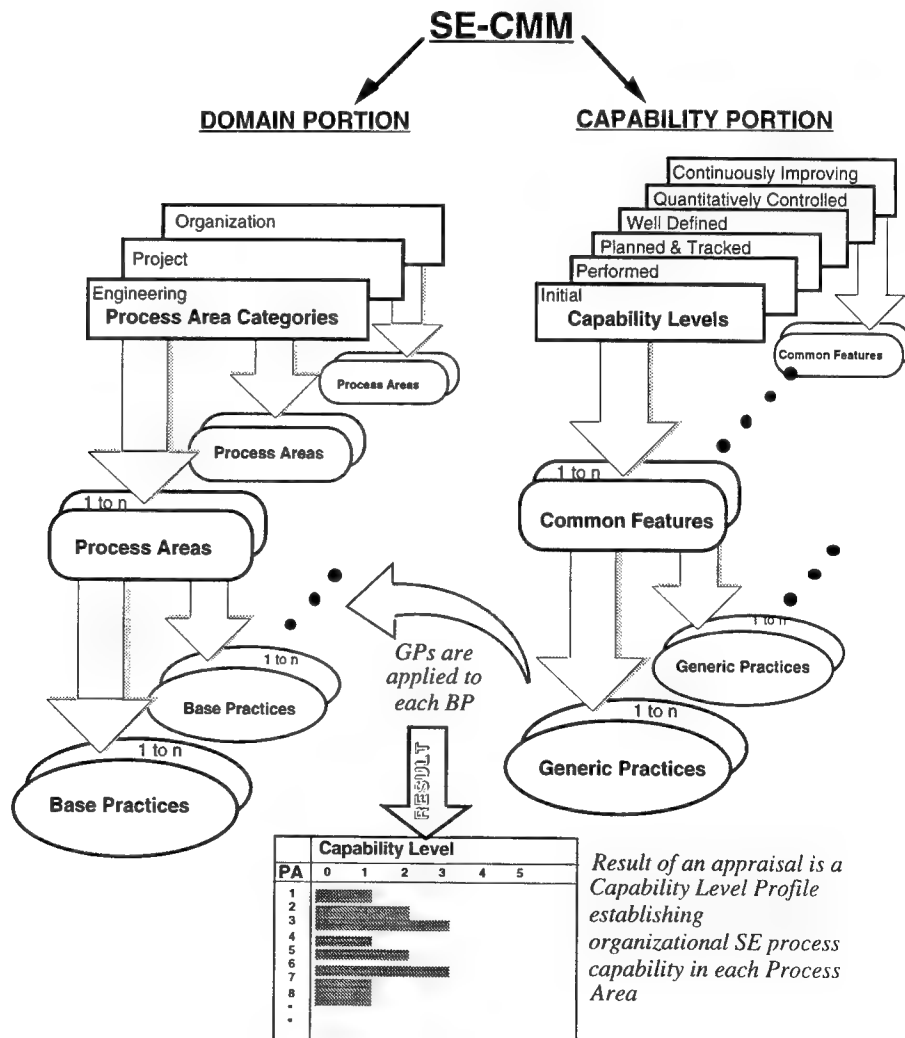 SE-CMM
DOMAIN PORTION
CAPABILITY PORTION
Organization
Project
Engineering
Process Area Categories
Process Areas
Process Areas
1 to n
Process Areas
1 to n
Base Practices
1 to n
Base Practices
Continuously Improving
Quantitatively Controlled
Well Defined
Planned & Tracked
Performed
Initial
Capability Levels
Common Features
1 to n
Common Features
1 to n
Generic Practices
1 to n
Generic Practices
GPs are
applied to
each BP
RESULT
Capability Level
PA 0 1 2 3 4 5
1
2
3
4
5
6
7
8
Result of an appraisal is a
Capability Level Profile
establishing
organizational SE process
capability in each Process
Area